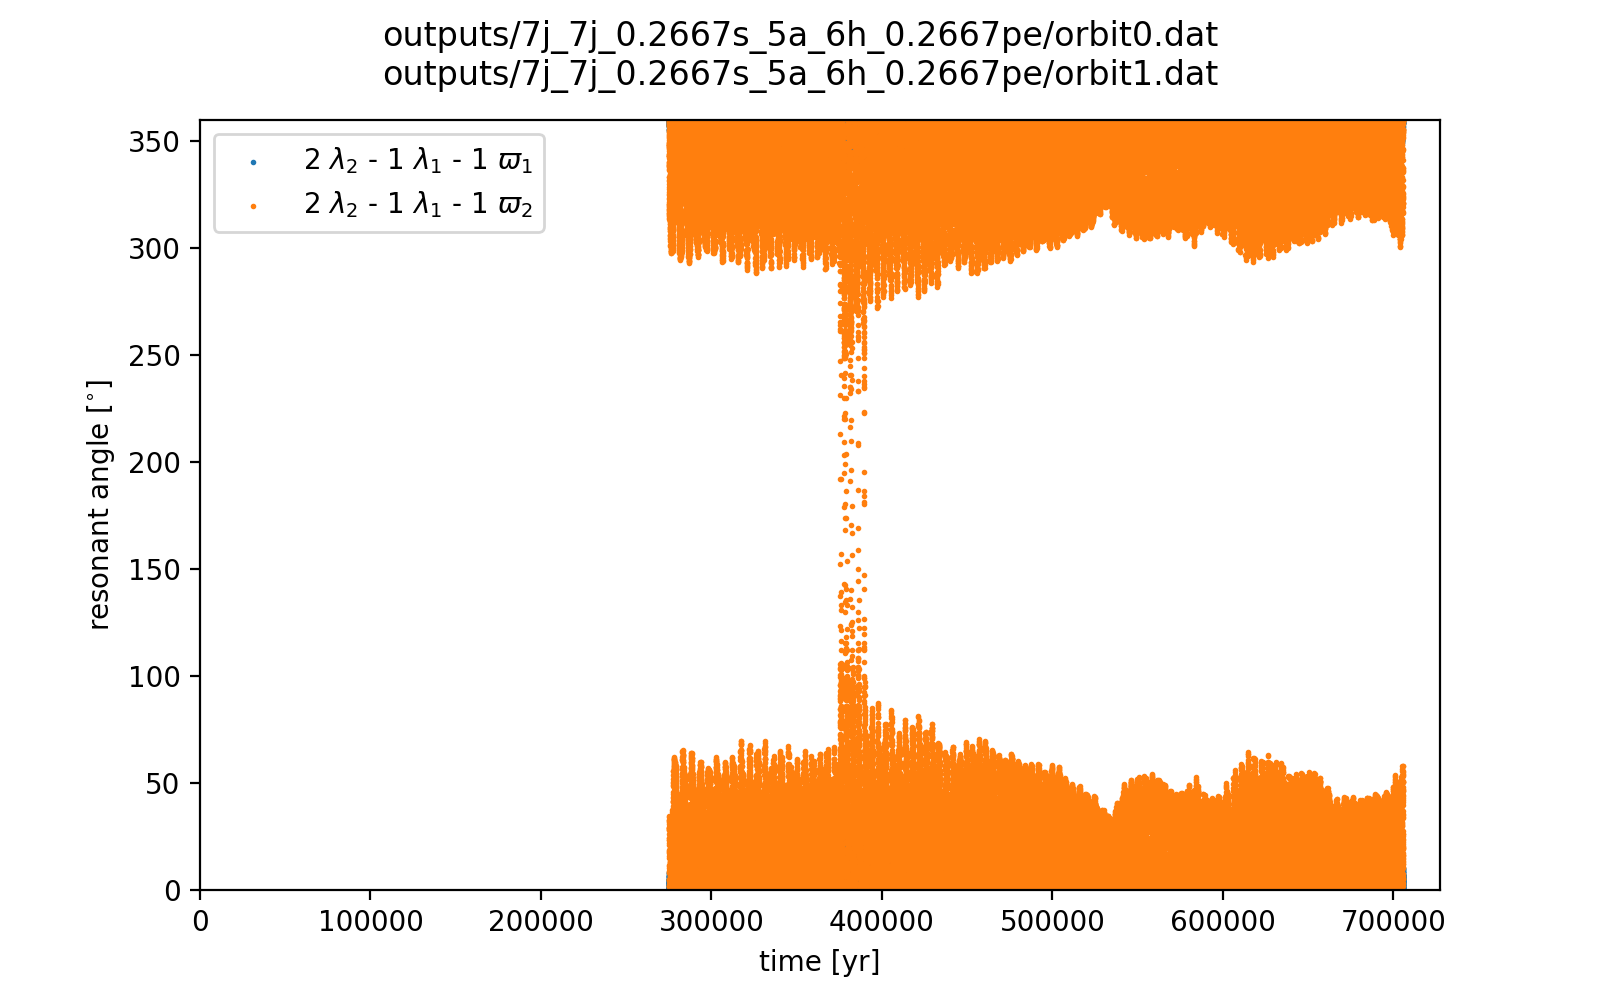 outputs/7j_7j_0.2667s_5a_6h_0.2667pe/orbit0.dat
outputs/7j_7j_0.2667s_5a_6h_0.2667pe/orbit1.dat
2 λ₂ - 1 λ₁ - 1 ϖ₁
2 λ₂ - 1 λ₁ - 1 ϖ₂
350
300
250
200
150
100
50
0
resonant angle [°]
0 100000 200000 300000 400000 500000 600000 700000
time [yr]